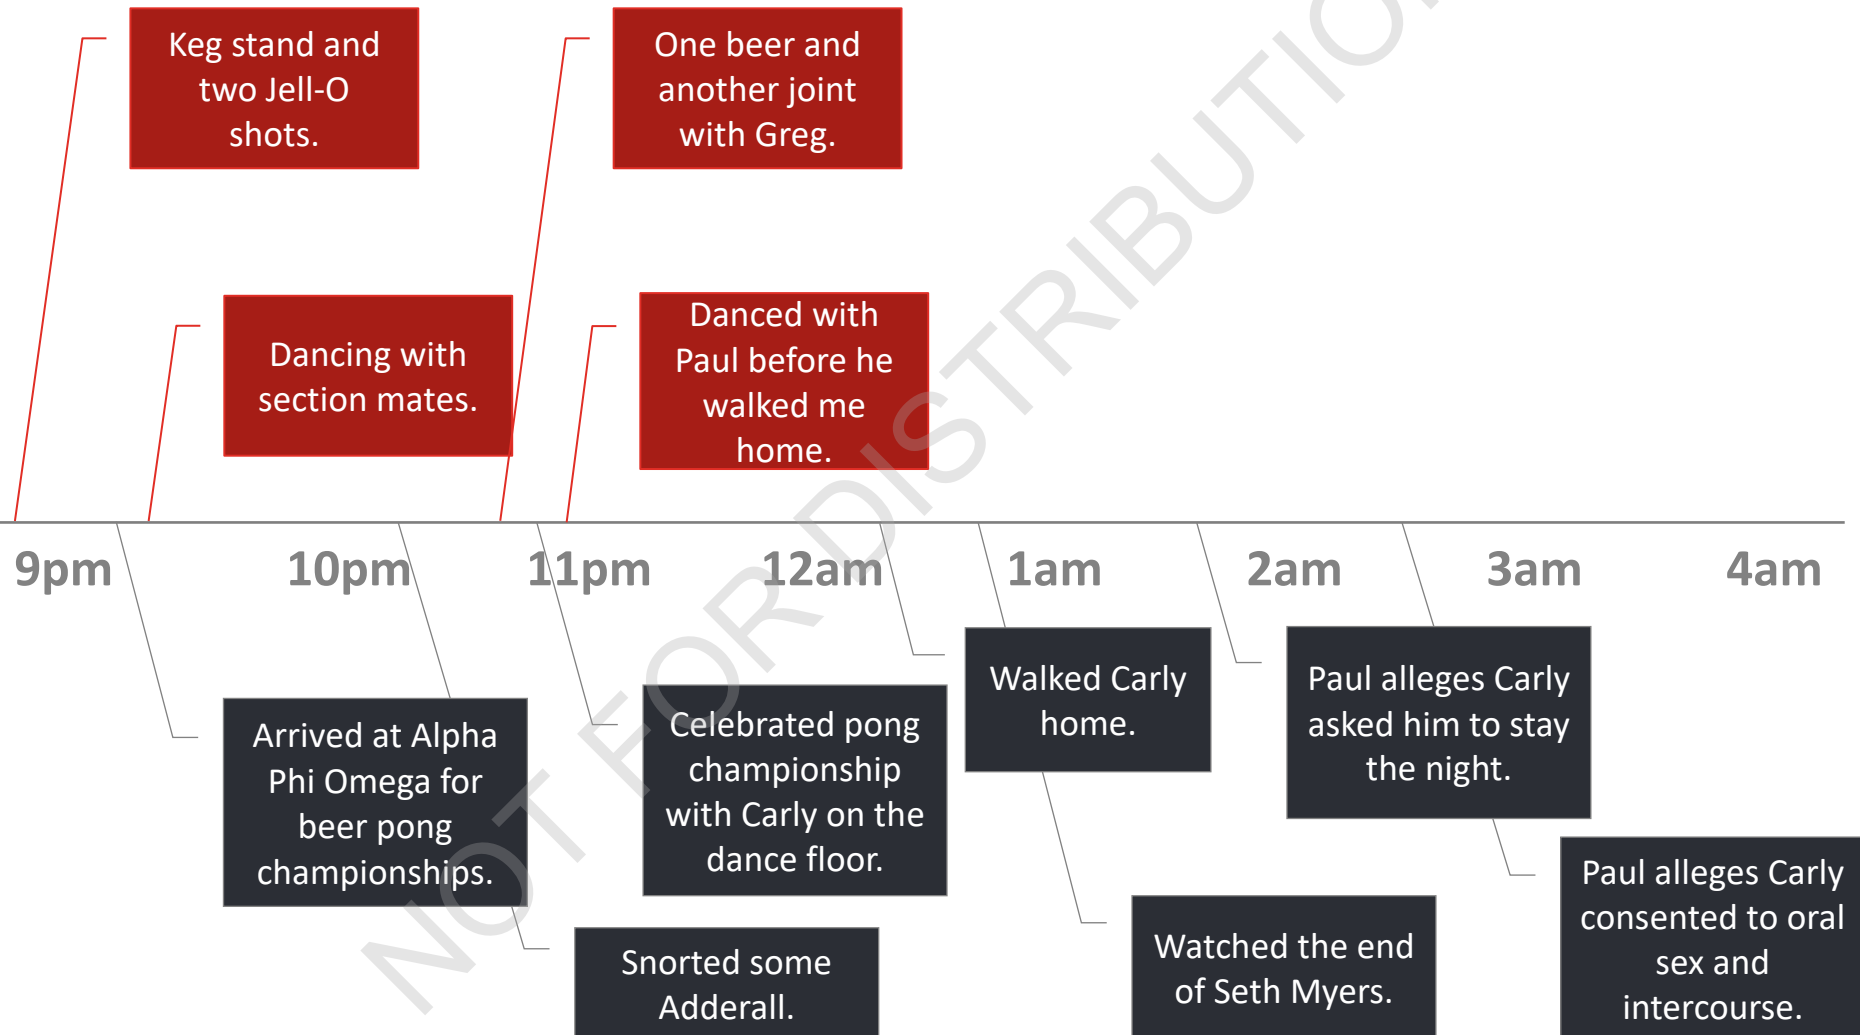 Keg stand and
two Jell-O
shots.
One beer and
another joint
with Greg.
Dancing with
section mates.
Danced with
Paul before he
walked me
home.
9pm
10pm
11pm
12am
1am
2am
3am
4am
Arrived at Alpha
Phi Omega for
beer pong
championships.
Snorted some
Adderall.
Celebrated pong
championship
with Carly on the
dance floor.
Walked Carly
home.
Watched the end
of Seth Myers.
Paul alleges Carly
asked him to stay
the night.
Paul alleges Carly
consented to oral
sex and
intercourse.
NOT FOR DISTRIBUTION